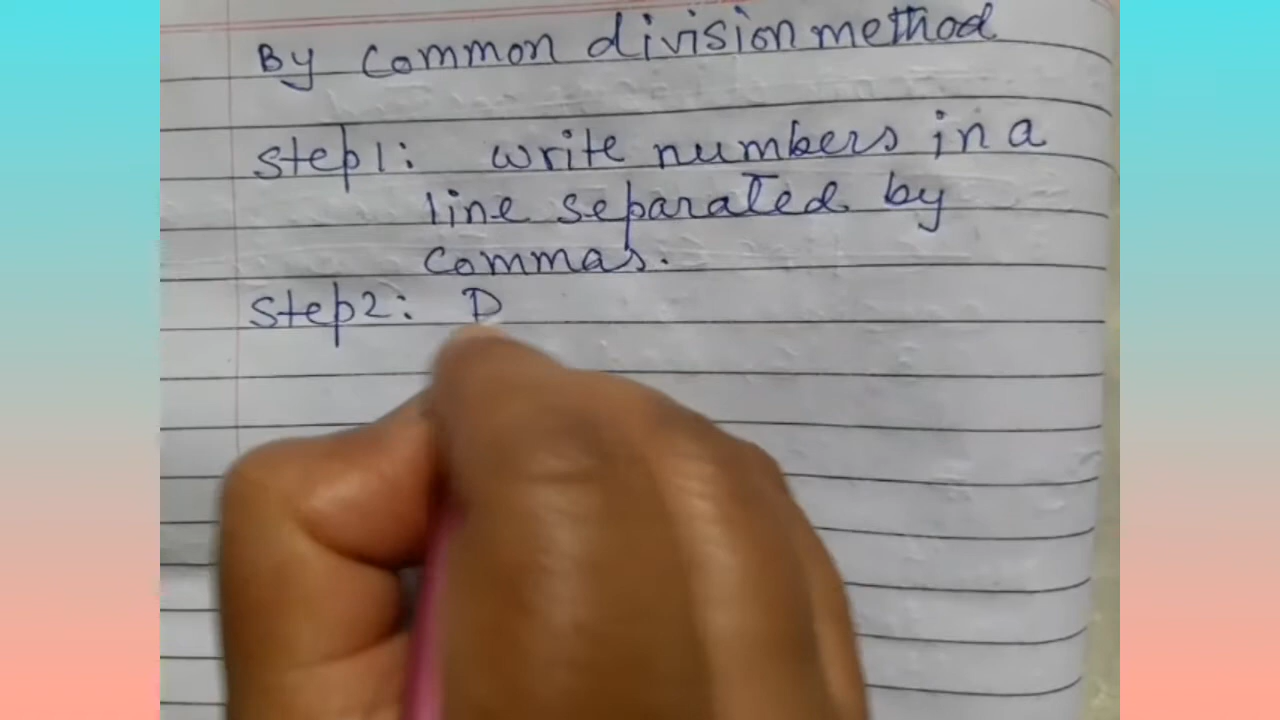 By Common division method
Step1: write numbers in a
line separated by
commas.
Step2: D